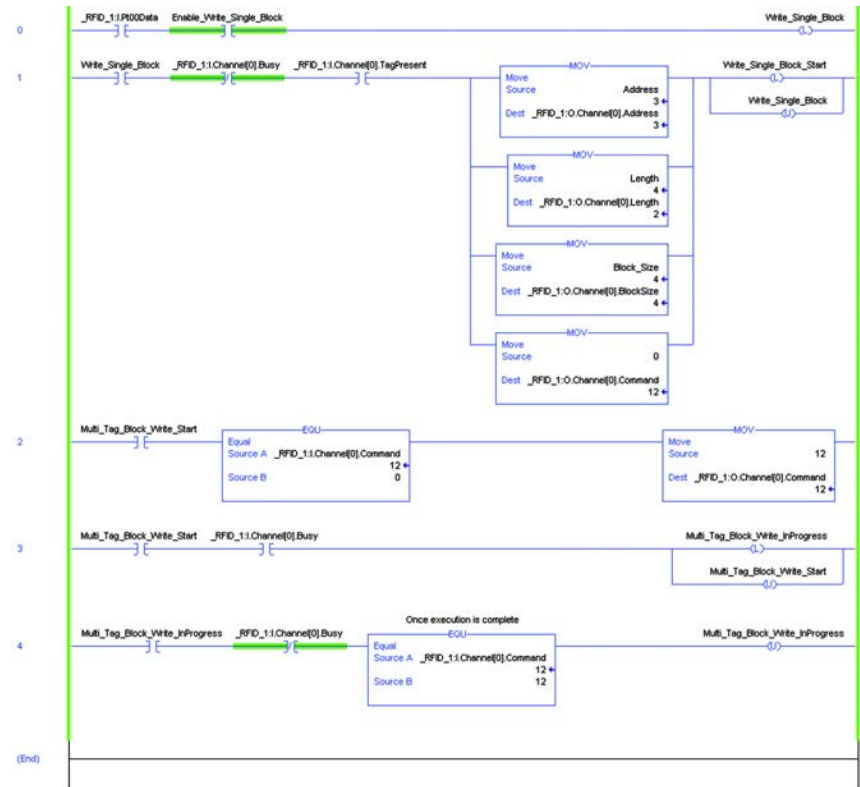 _RFID_1:I.Pt00Data Enable_Write_Single_Block Write_Single_Block
0
(L)
Write_Single_Block _RFID_1:I.Channel[0].Busy _RFID_1:I.Channel[0].TagPresent MOV Write_Single_Block_Start
1
(L)
Move
Source Address
3
Dest _RFID_1:O.Channel[0].Address
3
Write_Single_Block
(U)
MOV
Move
Source Length
4
Dest _RFID_1:O.Channel[0].Length
2
MOV
Move
Source Block_Size
4
Dest _RFID_1:O.Channel[0].BlockSize
4
MOV
Move
Source 0
Dest _RFID_1:O.Channel[0].Command
12
Multi_Tag_Block_Write_Start EQU MOV
2
Equal
Source A _RFID_1:I.Channel[0].Command
12
Source B 0
Move
Source 12
Dest _RFID_1:O.Channel[0].Command
12
Multi_Tag_Block_Write_Start _RFID_1:I.Channel[0].Busy Multi_Tag_Block_Write_InProgress
3
(L)
Multi_Tag_Block_Write_Start
(U)
Once execution is complete
Multi_Tag_Block_Write_InProgress _RFID_1:I.Channel[0].Busy EQU Multi_Tag_Block_Write_InProgress
4
(U)
Equal
Source A _RFID_1:I.Channel[0].Command
12
Source B 12
(End)